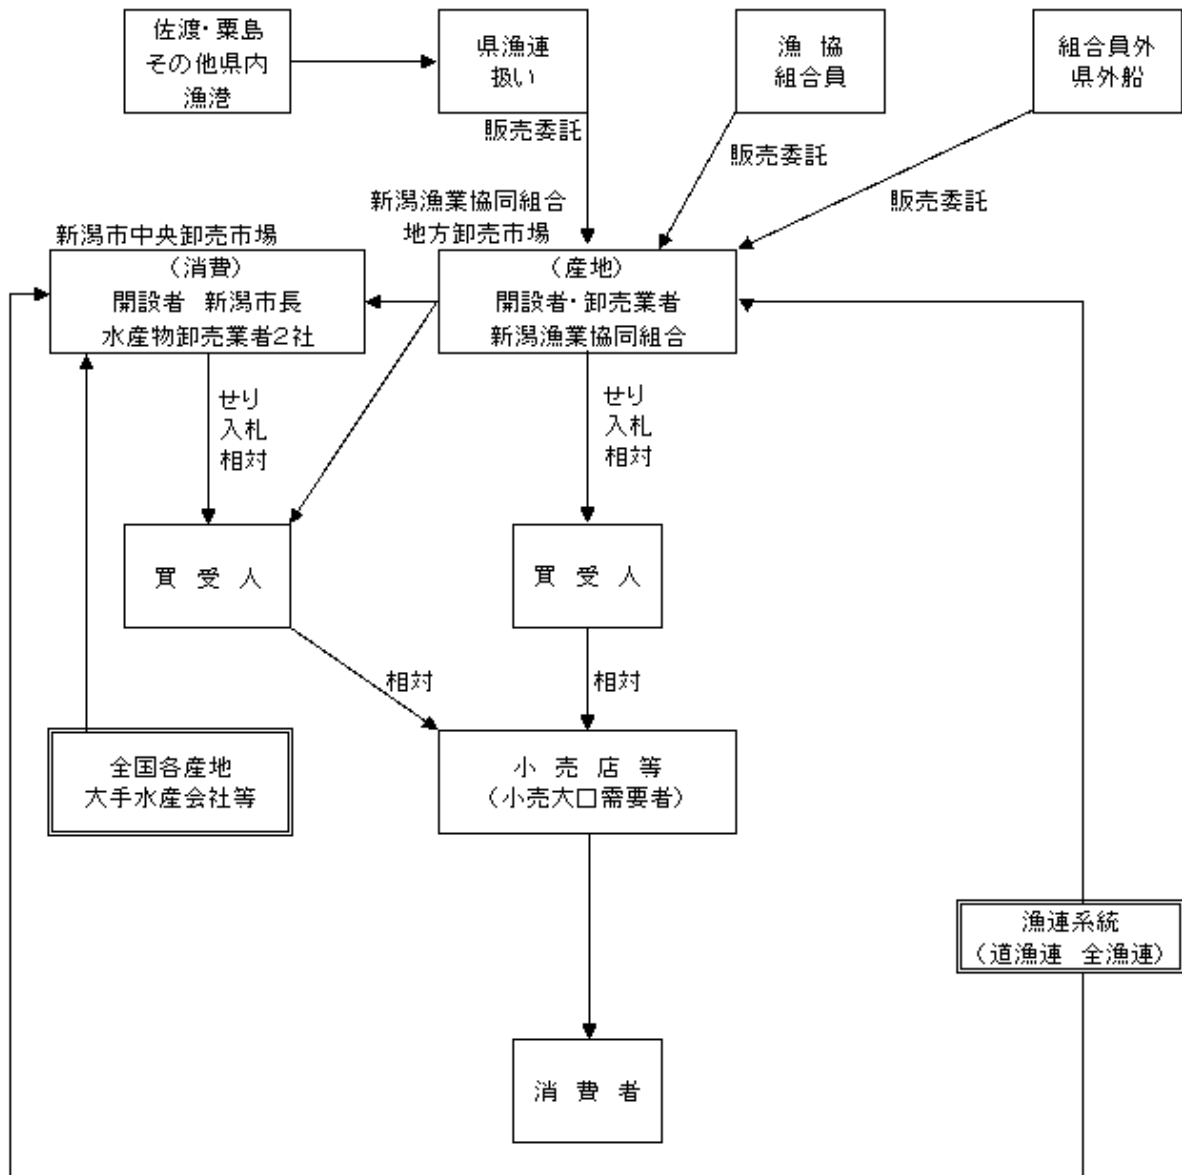 佐渡・粟島
その他県内
漁港
県漁連
扱い
漁 協
組合員
組合員外
県外船
販売委託
販売委託
販売委託
新潟漁業協同組合
地方卸売市場
新潟市中央卸売市場
(消費)
開設者 新潟市長
水産物卸売業者2社
(産地)
開設者・卸売業者
新潟漁業協同組合
せり
入札
相対
せり
入札
相対
買 受 人
買 受 人
相対
相対
全国各産地
大手水産会社等
小 売 店 等
(小売大口需要者)
漁連系統
(道漁連 全漁連)
消 費 者